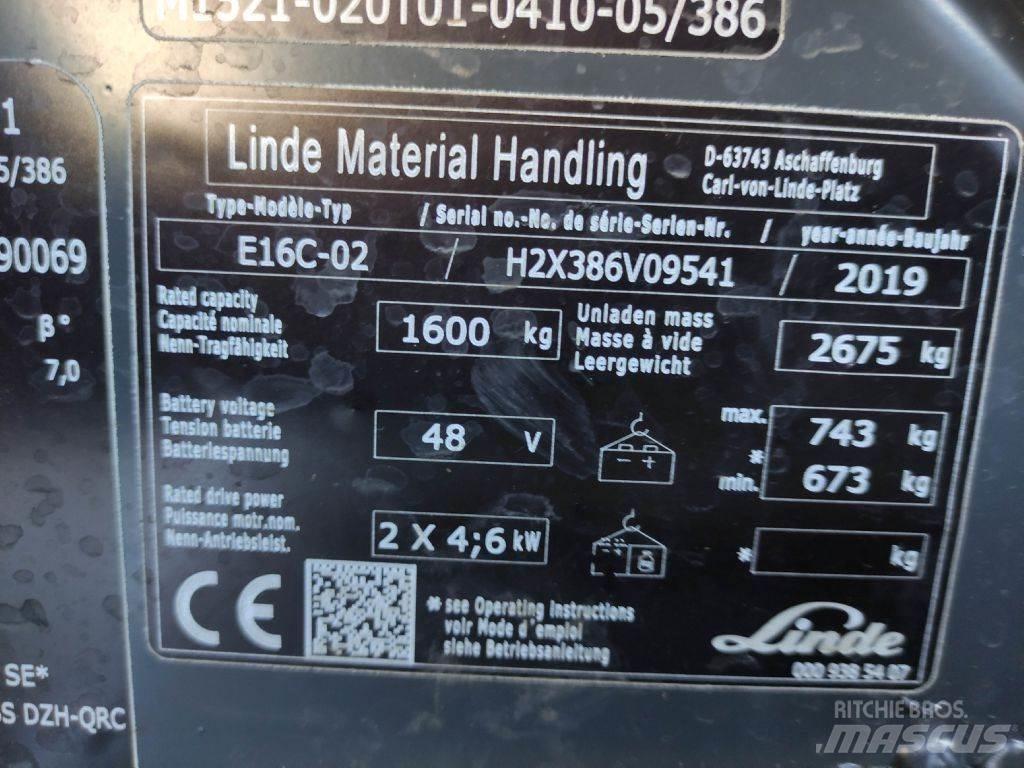 M1521-020T01-0410-05/386
1
5/386
90069
β°
7,0
SE*
SS DZH-QRC
Linde Material Handling
D-63743 Aschaffenburg
Carl-von-Linde-Platz
Type-Modèle-Typ / Serial no.-No. de série-Serien-Nr. / year-année-Baujahr
E16C-02 / H2X386V09541 / 2019
Rated capacity
Capacité nominale
Nenn-Tragfähigkeit
1600 kg
Unladen mass
Masse à vide
Leergewicht
2675 kg
Battery voltage
Tension batterie
Batteriespannung
48 V
- +
max. 743 kg
*
min. 673 kg
Rated drive power
Puissance motr.nom.
Nenn-Antriebsleist.
2 X 4;6 kW
* kg
CE
* see Operating Instructions
voir Mode d'emploi
siehe Betriebsanleitung
Linde
000 938 54 07
RITCHIE BROS.
MASCUS